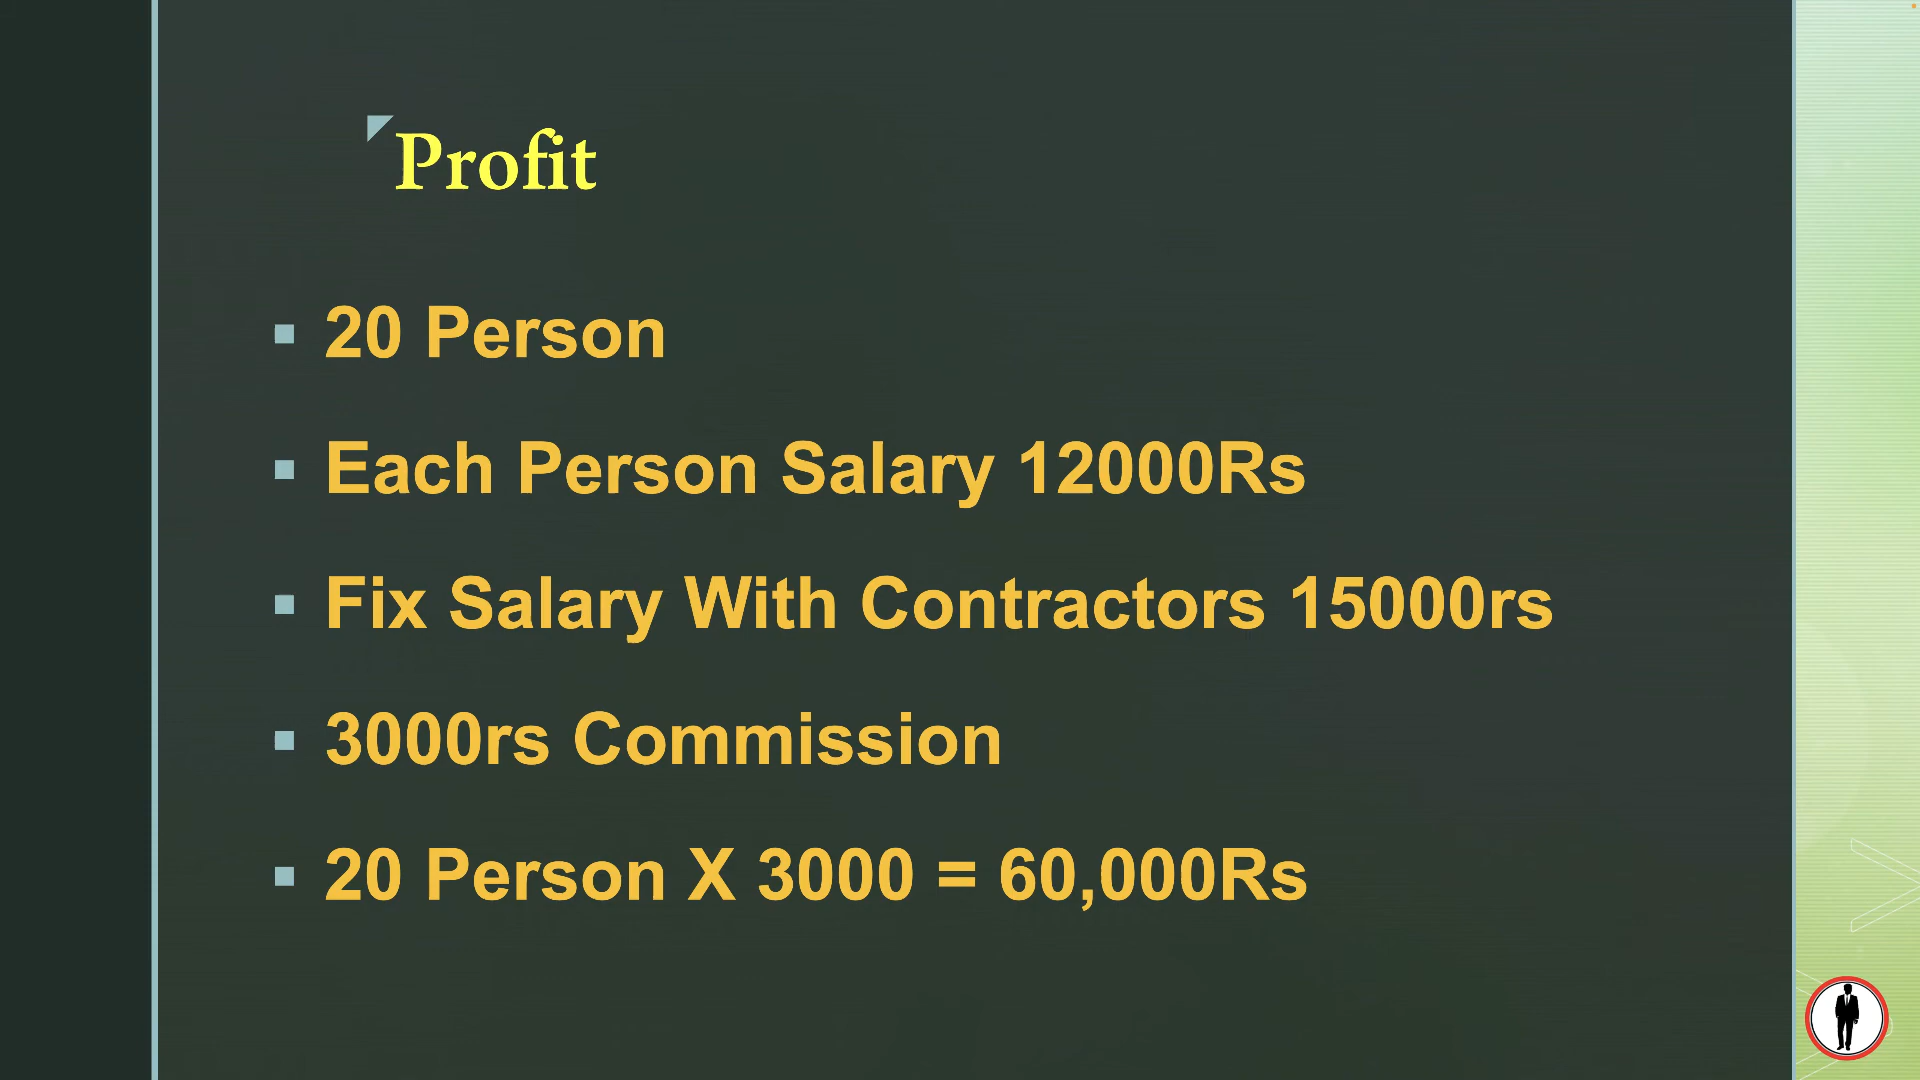 Profit
20 Person
Each Person Salary 12000Rs
Fix Salary With Contractors 15000rs
3000rs Commission
20 Person X 3000 = 60,000Rs